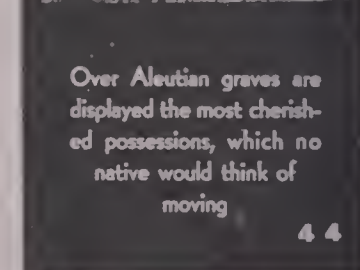 Over Aleutian graves are
displayed the most cherish-
ed possessions, which no
native would think of
moving
4 4